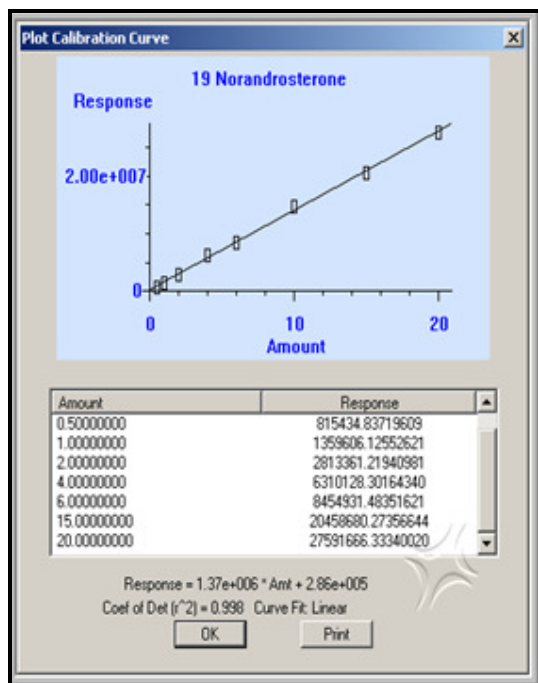 Plot Calibration Curve
19 Norandrosterone
Response
2.00e+007
0
0 10 20
Amount
Amount Response
0.50000000 815434.83719609
1.00000000 1359606.12552621
2.00000000 2813361.21940981
4.00000000 6310128.30164340
6.00000000 8454931.48351621
15.00000000 20458680.27356644
20.00000000 27591666.33340020
Response = 1.37e+006 * Amt + 2.86e+005
Coef of Det (r^2) = 0.998 Curve Fit: Linear
OK Print